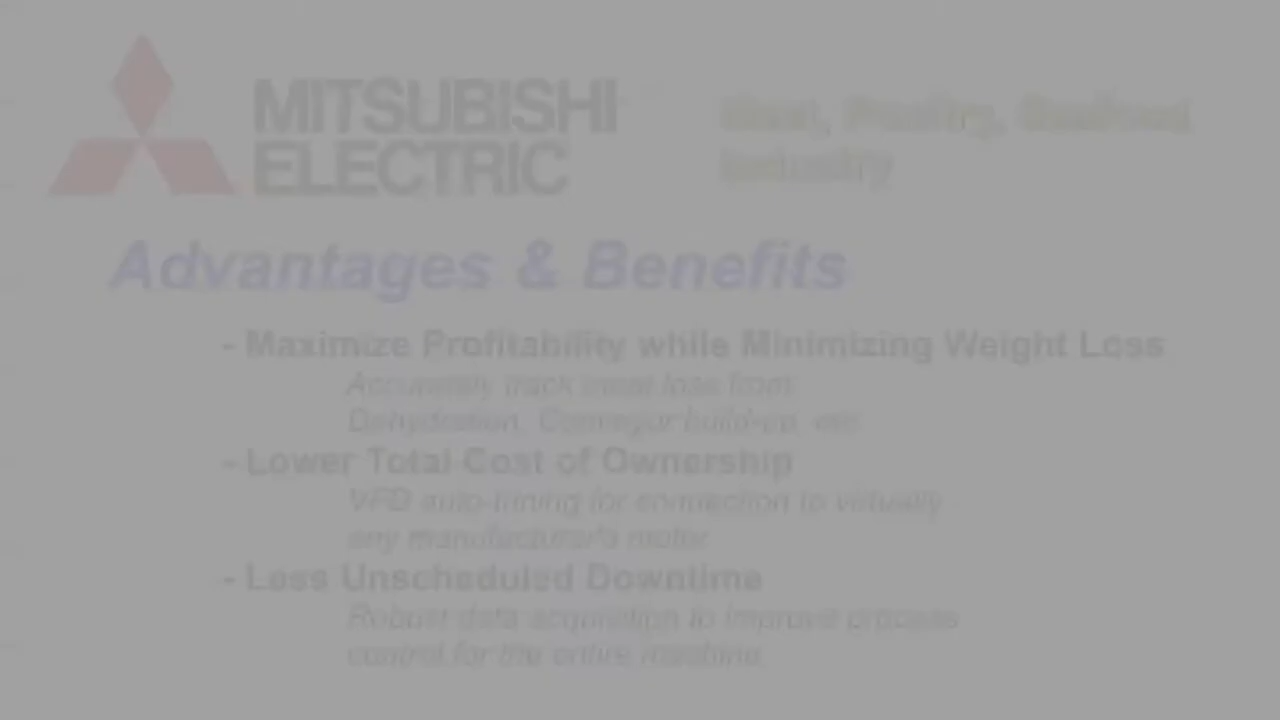 MITSUBISHI
ELECTRIC
Meat, Poultry, Seafood
Industry
Advantages & Benefits
- Maximize Profitability while Minimizing Weight Loss
Accurately track meat loss from
Dehydration, Conveyor build-up, etc
- Lower Total Cost of Ownership
VFD auto-tuning for connection to virtually
any manufacturer's motor
- Less Unscheduled Downtime
Robust data acquisition to improve process
control for the entire machine